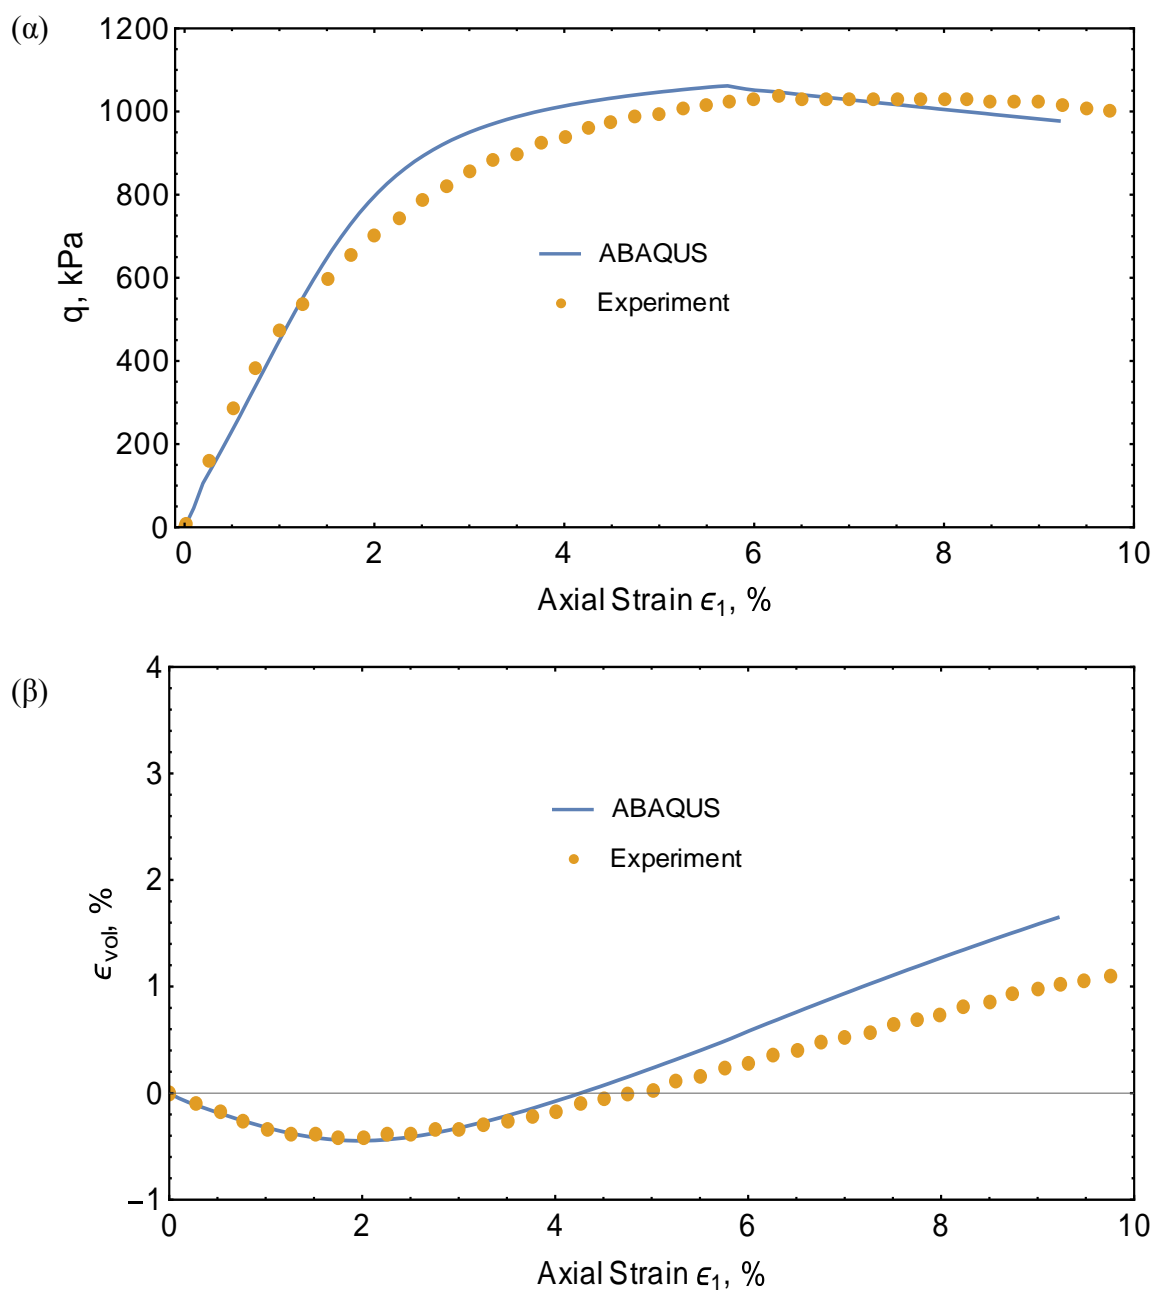 (α)
1200
1000
800
600
400
200
0
q, kPa
ABAQUS
Experiment
0 2 4 6 8 10
Axial Strain ϵ1, %
(β)
4
3
2
1
0
−1
ϵvol, %
ABAQUS
Experiment
0 2 4 6 8 10
Axial Strain ϵ1, %